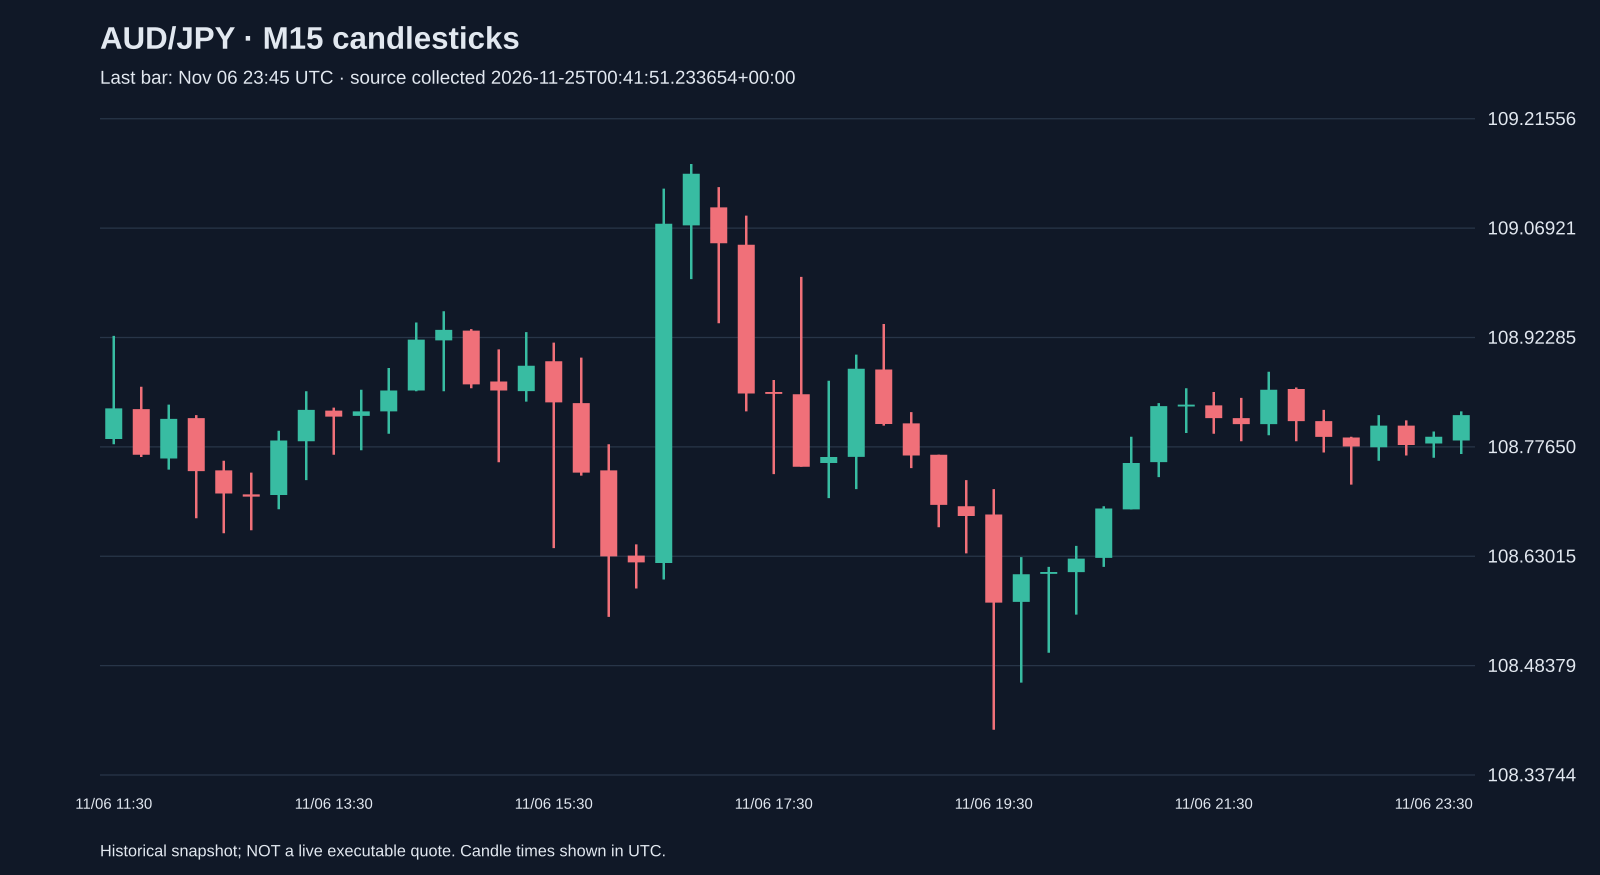 AUD/JPY · M15 candlesticks
Last bar: Nov 06 23:45 UTC · source collected 2026-11-25T00:41:51.233654+00:00
109.21556
109.06921
108.92285
108.77650
108.63015
108.48379
108.33744
11/06 11:30 11/06 13:30 11/06 15:30 11/06 17:30 11/06 19:30 11/06 21:30 11/06 23:30
Historical snapshot; NOT a live executable quote. Candle times shown in UTC.